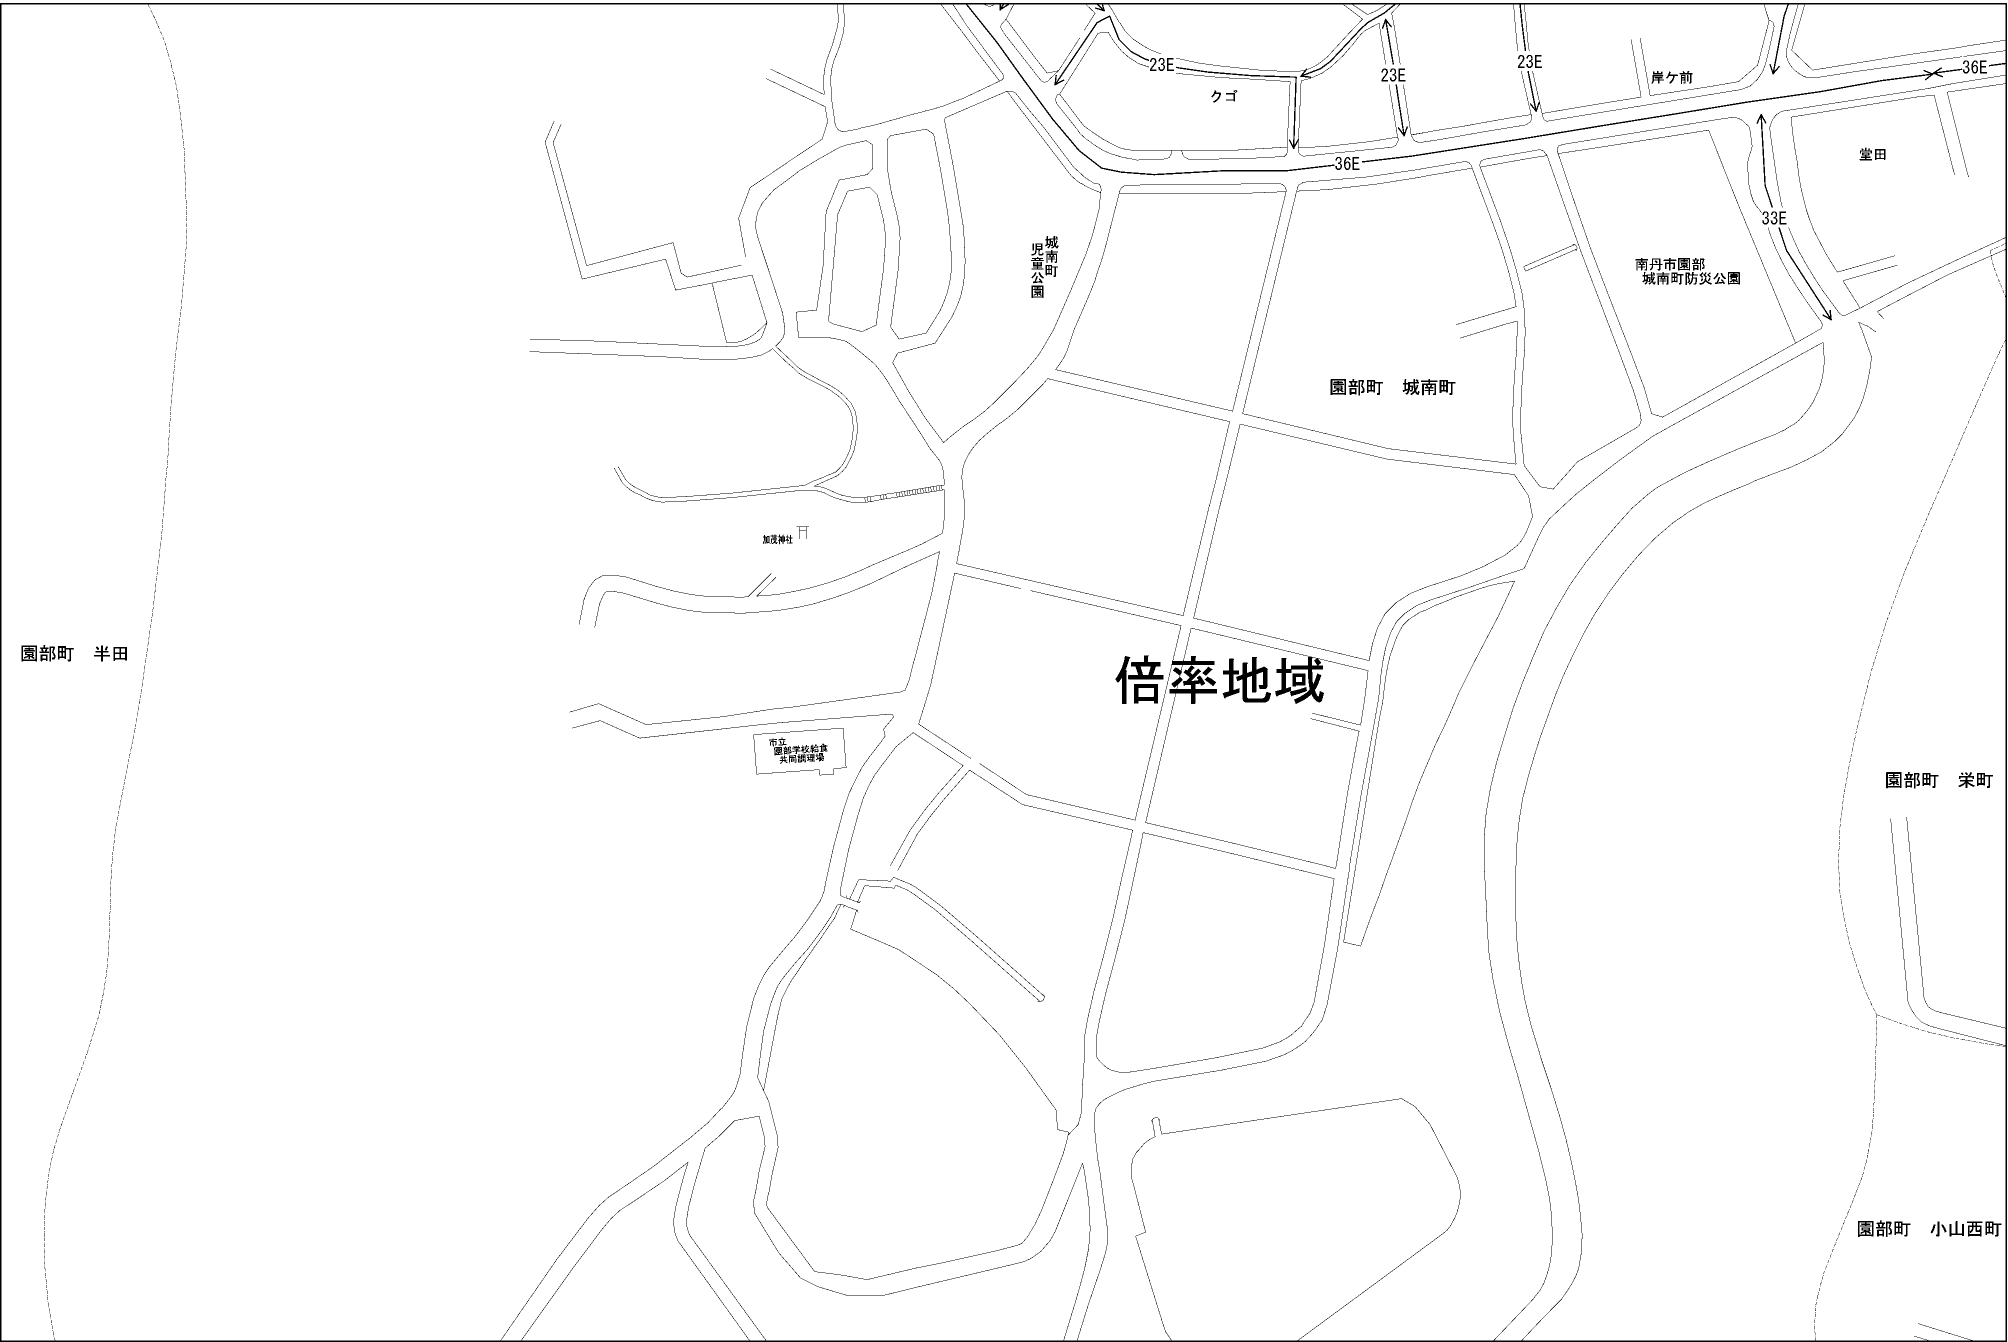 23E
23E
23E
36E
岸ケ前
クゴ
36E
堂田
33E
城南町
児童公園
南丹市園部
城南町防災公園
園部町　城南町
加茂神社
園部町　半田
倍率地域
市立
園部学校給食
共同調理場
園部町　栄町
園部町　小山西町